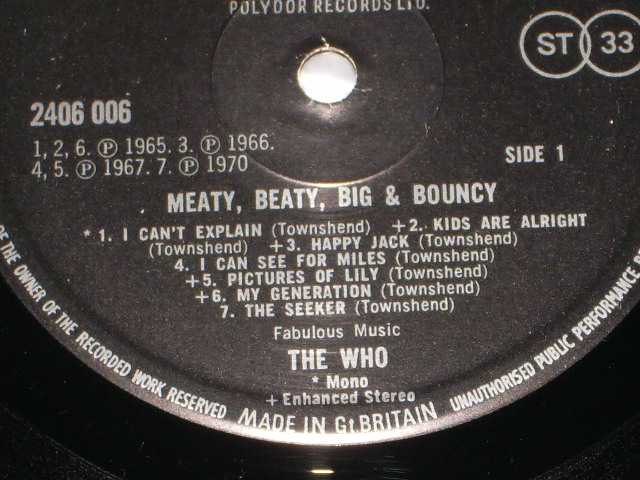 POLYDOR RECORDS LTD.
ST 33
2406 006
1, 2, 6. ℗ 1965. 3. ℗ 1966.
4, 5. ℗ 1967. 7. ℗ 1970
SIDE 1
MEATY, BEATY, BIG & BOUNCY
* 1. I CAN'T EXPLAIN (Townshend) +2. KIDS ARE ALRIGHT
(Townshend) +3. HAPPY JACK (Townshend)
4. I CAN SEE FOR MILES (Townshend)
+5. PICTURES OF LILY (Townshend)
+6. MY GENERATION (Townshend)
7. THE SEEKER (Townshend)
Fabulous Music
THE WHO
* Mono
+ Enhanced Stereo
OF THE OWNER OF THE RECORDED WORK RESERVED
MADE IN Gt. BRITAIN
UNAUTHORISED PUBLIC PERFORMANCE